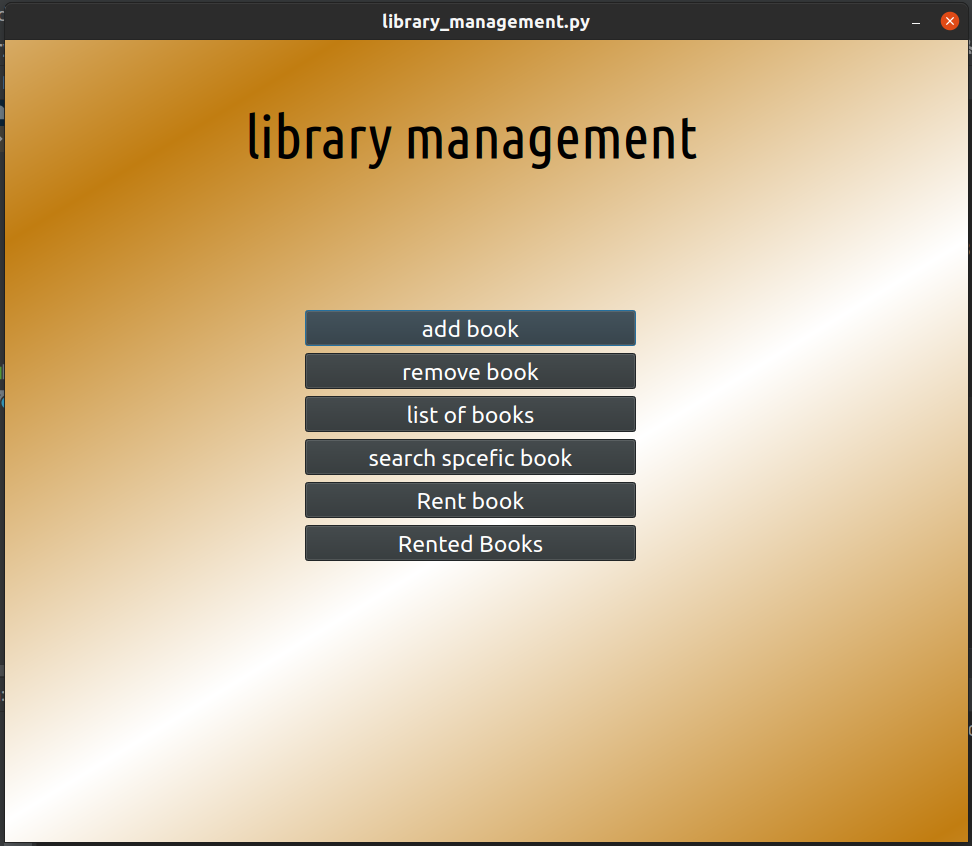 library_management.py
library management
add book
remove book
list of books
search spcefic book
Rent book
Rented Books